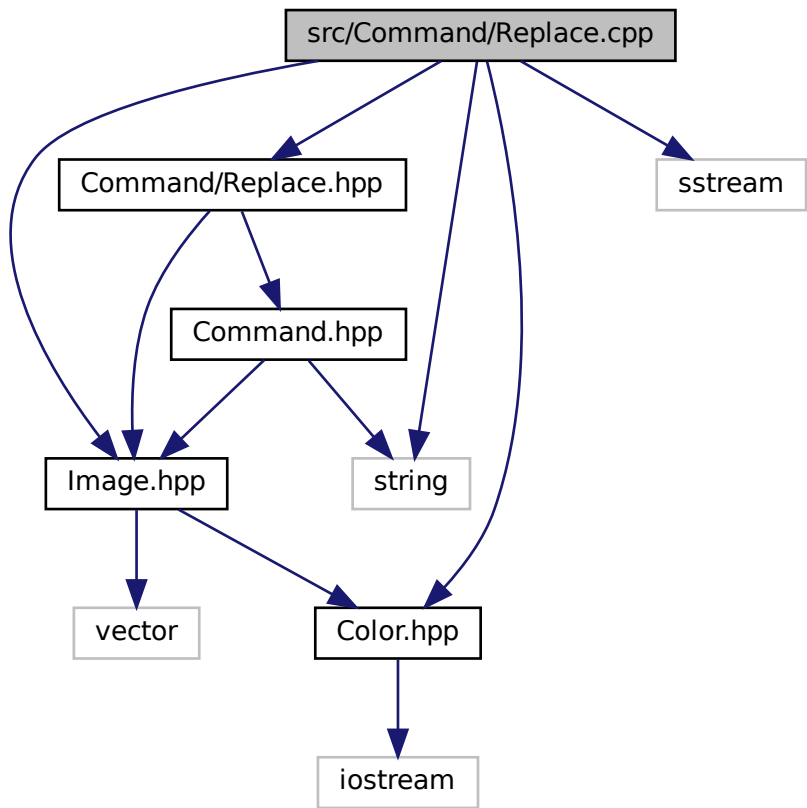 src/Command/Replace.cpp
Command/Replace.hpp
sstream
Command.hpp
Image.hpp
string
vector
Color.hpp
iostream